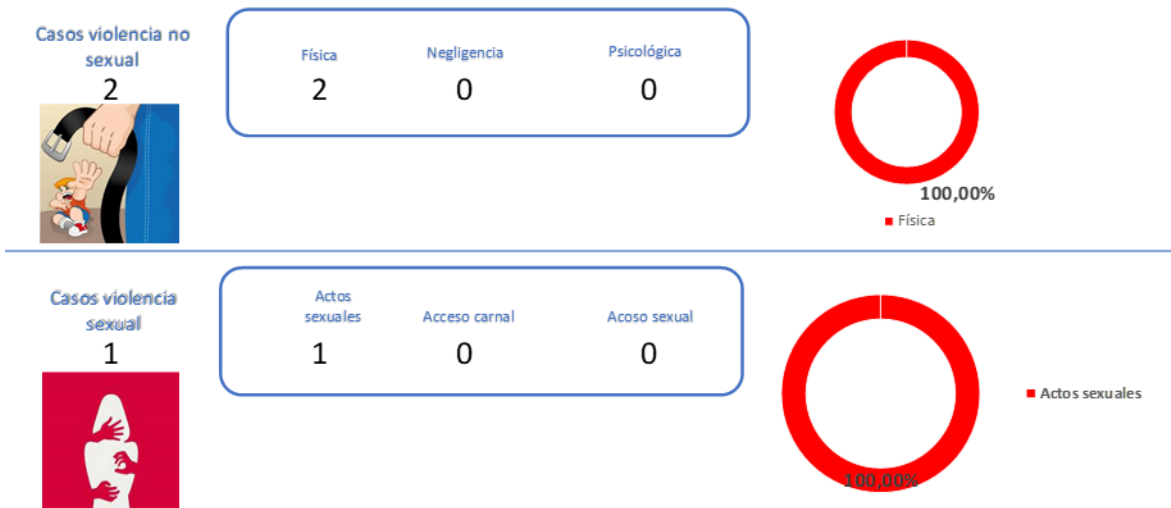 Casos violencia no
sexual
2
Física
Negligencia
Psicológica
2
0
0
100,00%
Física
Casos violencia
sexual
1
Actos
sexuales
Acceso carnal
Acoso sexual
1
0
0
100,00%
Actos sexuales